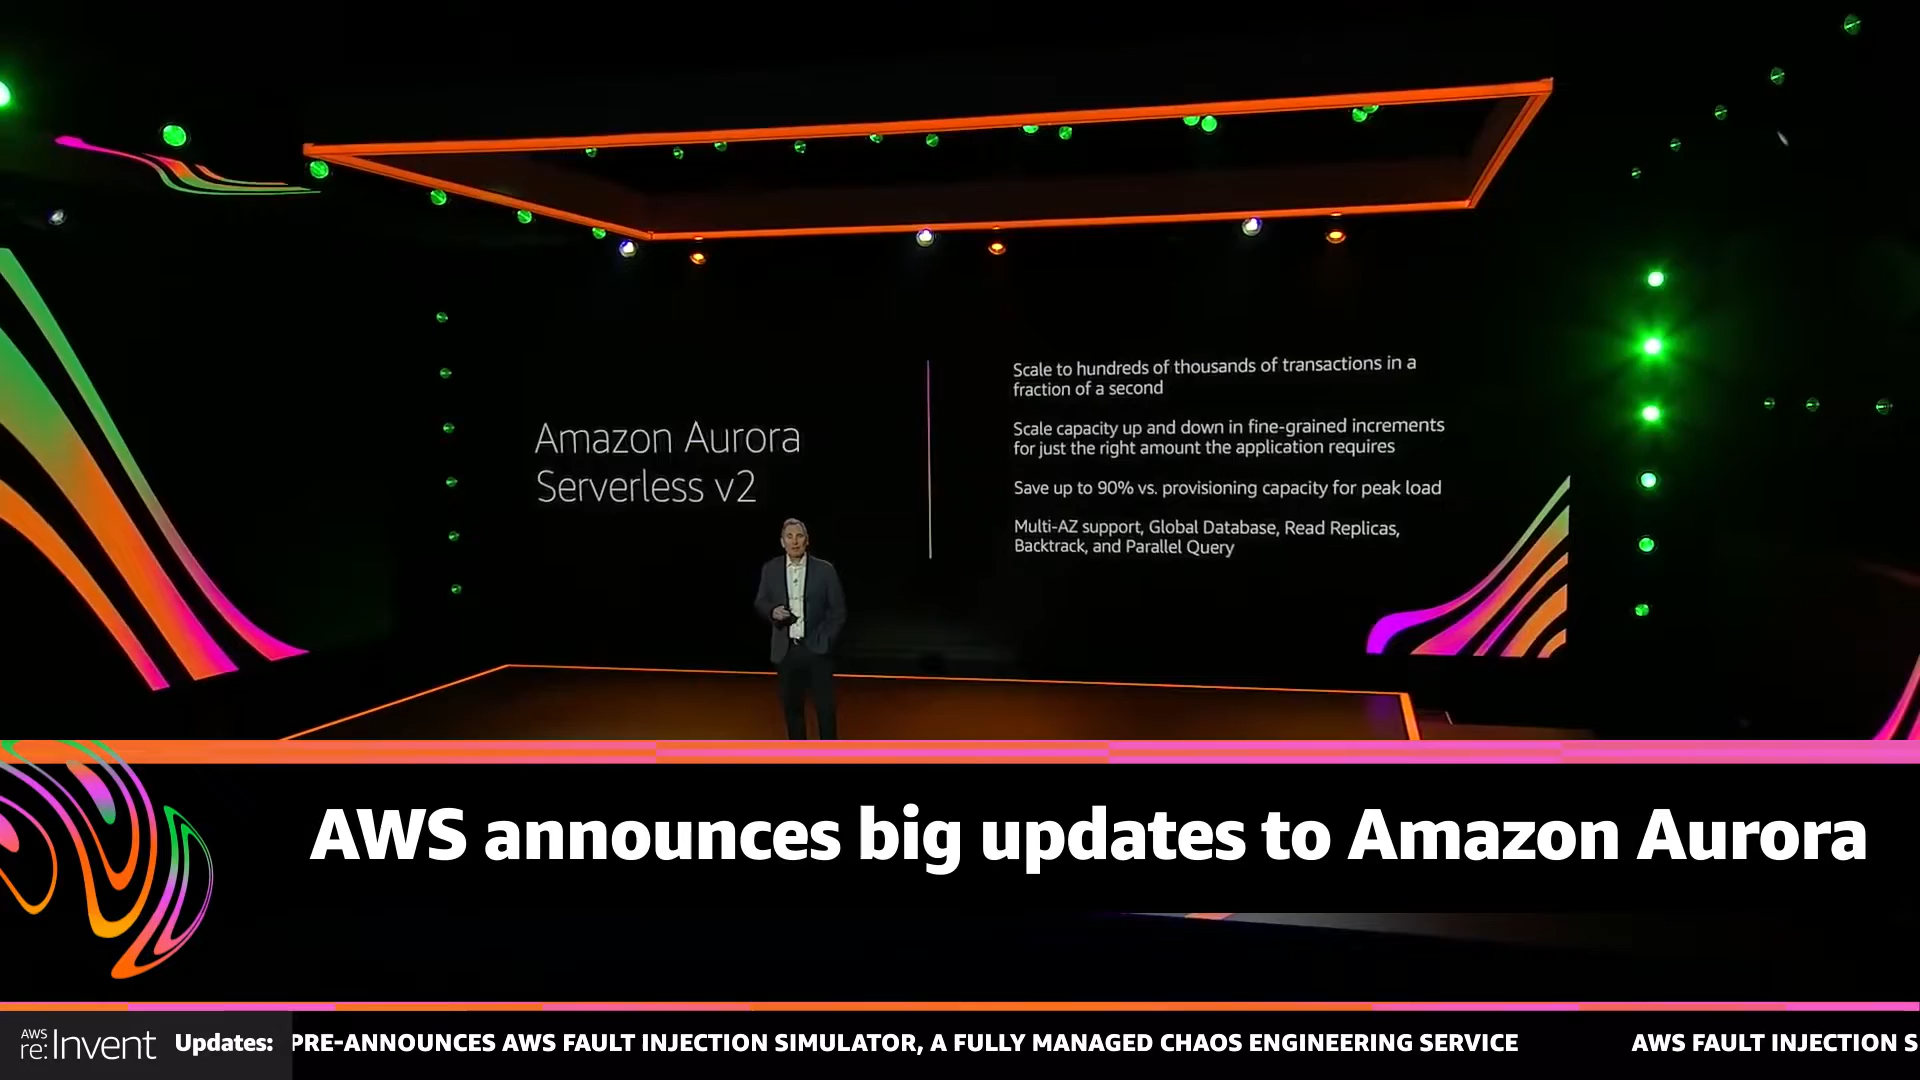 Amazon Aurora
Serverless v2
Scale to hundreds of thousands of transactions in a
fraction of a second
Scale capacity up and down in fine-grained increments
for just the right amount the application requires
Save up to 90% vs. provisioning capacity for peak load
Multi-AZ support, Global Database, Read Replicas,
Backtrack, and Parallel Query
AWS announces big updates to Amazon Aurora
AWS
re:Invent
Updates:
PRE-ANNOUNCES AWS FAULT INJECTION SIMULATOR, A FULLY MANAGED CHAOS ENGINEERING SERVICE
AWS FAULT INJECTION S